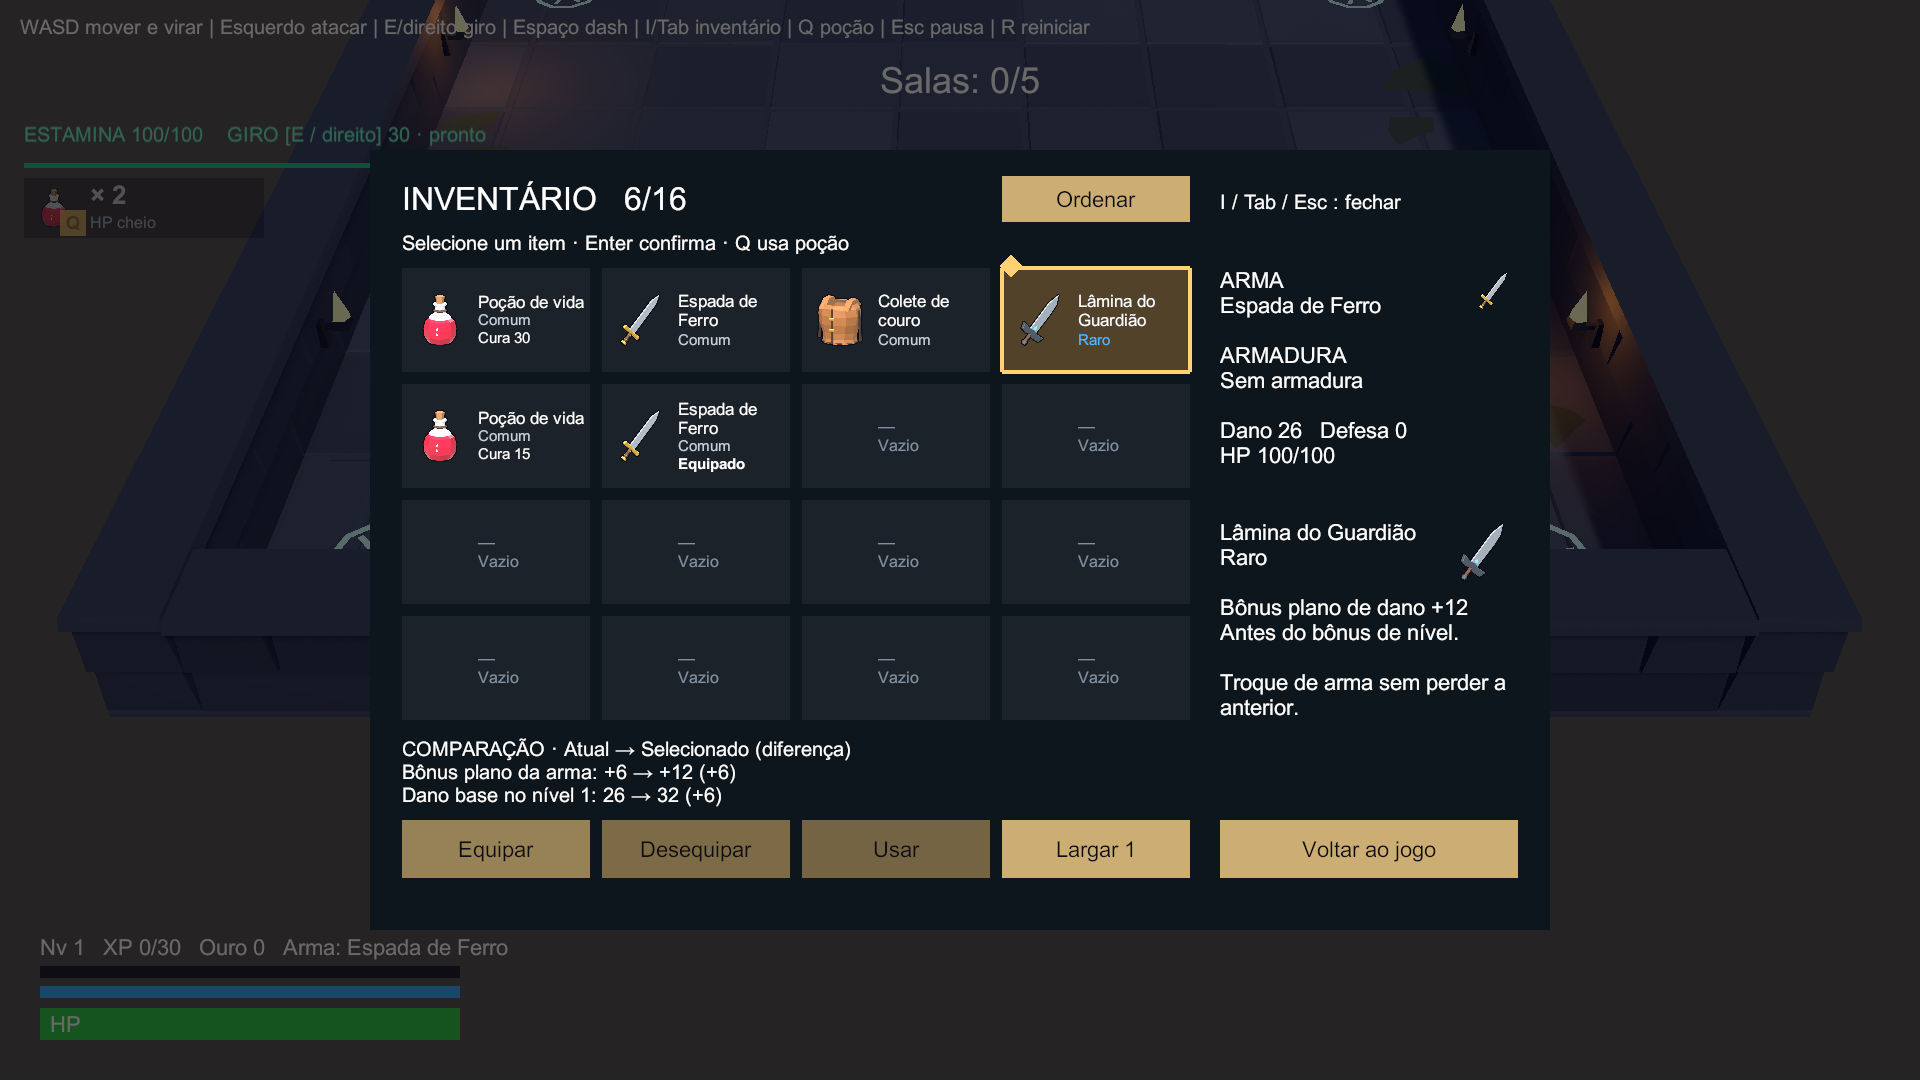 WASD mover e virar | Esquerdo atacar | E/direito giro | Espaço dash | I/Tab inventário | Q poção | Esc pausa | R reiniciar
Salas: 0/5
ESTAMINA 100/100 GIRO [E / direito] 30 · pronto
× 2
Q HP cheio
INVENTÁRIO 6/16
Ordenar
I / Tab / Esc : fechar
Selecione um item · Enter confirma · Q usa poção
Poção de vida
Comum
Cura 30
Espada de
Ferro
Comum
Colete de
couro
Comum
Lâmina do
Guardião
Raro
Poção de vida
Comum
Cura 15
Espada de
Ferro
Comum
Equipado
—
Vazio
—
Vazio
—
Vazio
—
Vazio
—
Vazio
—
Vazio
—
Vazio
—
Vazio
—
Vazio
—
Vazio
ARMA
Espada de Ferro
ARMADURA
Sem armadura
Dano 26 Defesa 0
HP 100/100
Lâmina do Guardião
Raro
Bônus plano de dano +12
Antes do bônus de nível.
Troque de arma sem perder a
anterior.
COMPARAÇÃO · Atual → Selecionado (diferença)
Bônus plano da arma: +6 → +12 (+6)
Dano base no nível 1: 26 → 32 (+6)
Equipar
Desequipar
Usar
Largar 1
Voltar ao jogo
Nv 1 XP 0/30 Ouro 0 Arma: Espada de Ferro
HP